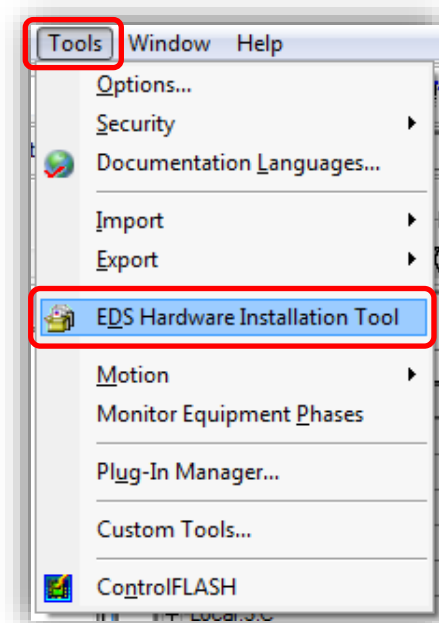 Tools Window Help
Options...
Security
Documentation Languages...
Import
Export
EDS Hardware Installation Tool
Motion
Monitor Equipment Phases
Plug-In Manager...
Custom Tools...
ControlFLASH